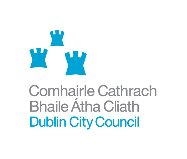 Comhairle Cathrach
Bhaile Átha Cliath
Dublin City Council